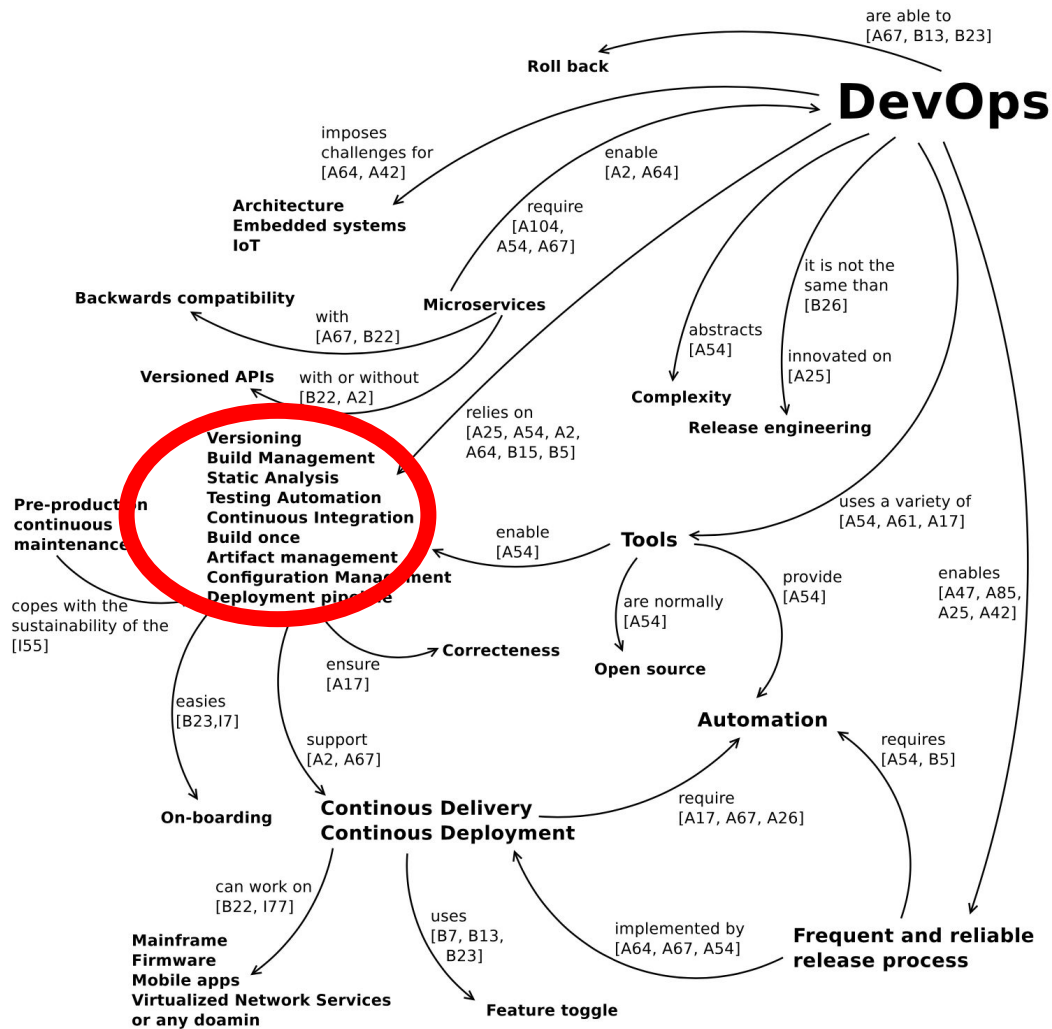 are able to
[A67, B13, B23]
Roll back
DevOps
imposes
challenges for
[A64, A42]
enable
[A2, A64]
Architecture
Embedded systems
IoT
require
[A104,
A54, A67]
it is not the
same than
[B26]
Backwards compatibility
Microservices
with
[A67, B22]
abstracts
[A54]
innovated on
[A25]
Versioned APIs
with or without
[B22, A2]
Complexity
Release engineering
relies on
[A25, A54, A2,
A64, B15, B5]
Versioning
Build Management
Static Analysis
Testing Automation
Continuous Integration
Build once
Artifact management
Configuration Management
Deployment pipeline
Pre-production
continuous
maintenance
uses a variety of
[A54, A61, A17]
enable
[A54]
Tools
provide
[A54]
enables
[A47, A85,
A25, A42]
copes with the
sustainability of the
[I55]
are normally
[A54]
Correcteness
ensure
[A17]
Open source
easies
[B23,I7]
Automation
support
[A2, A67]
requires
[A54, B5]
On-boarding
Continous Delivery
Continous Deployment
require
[A17, A67, A26]
can work on
[B22, I77]
uses
[B7, B13,
B23]
implemented by
[A64, A67, A54]
Frequent and reliable
release process
Mainframe
Firmware
Mobile apps
Virtualized Network Services
or any doamin
Feature toggle